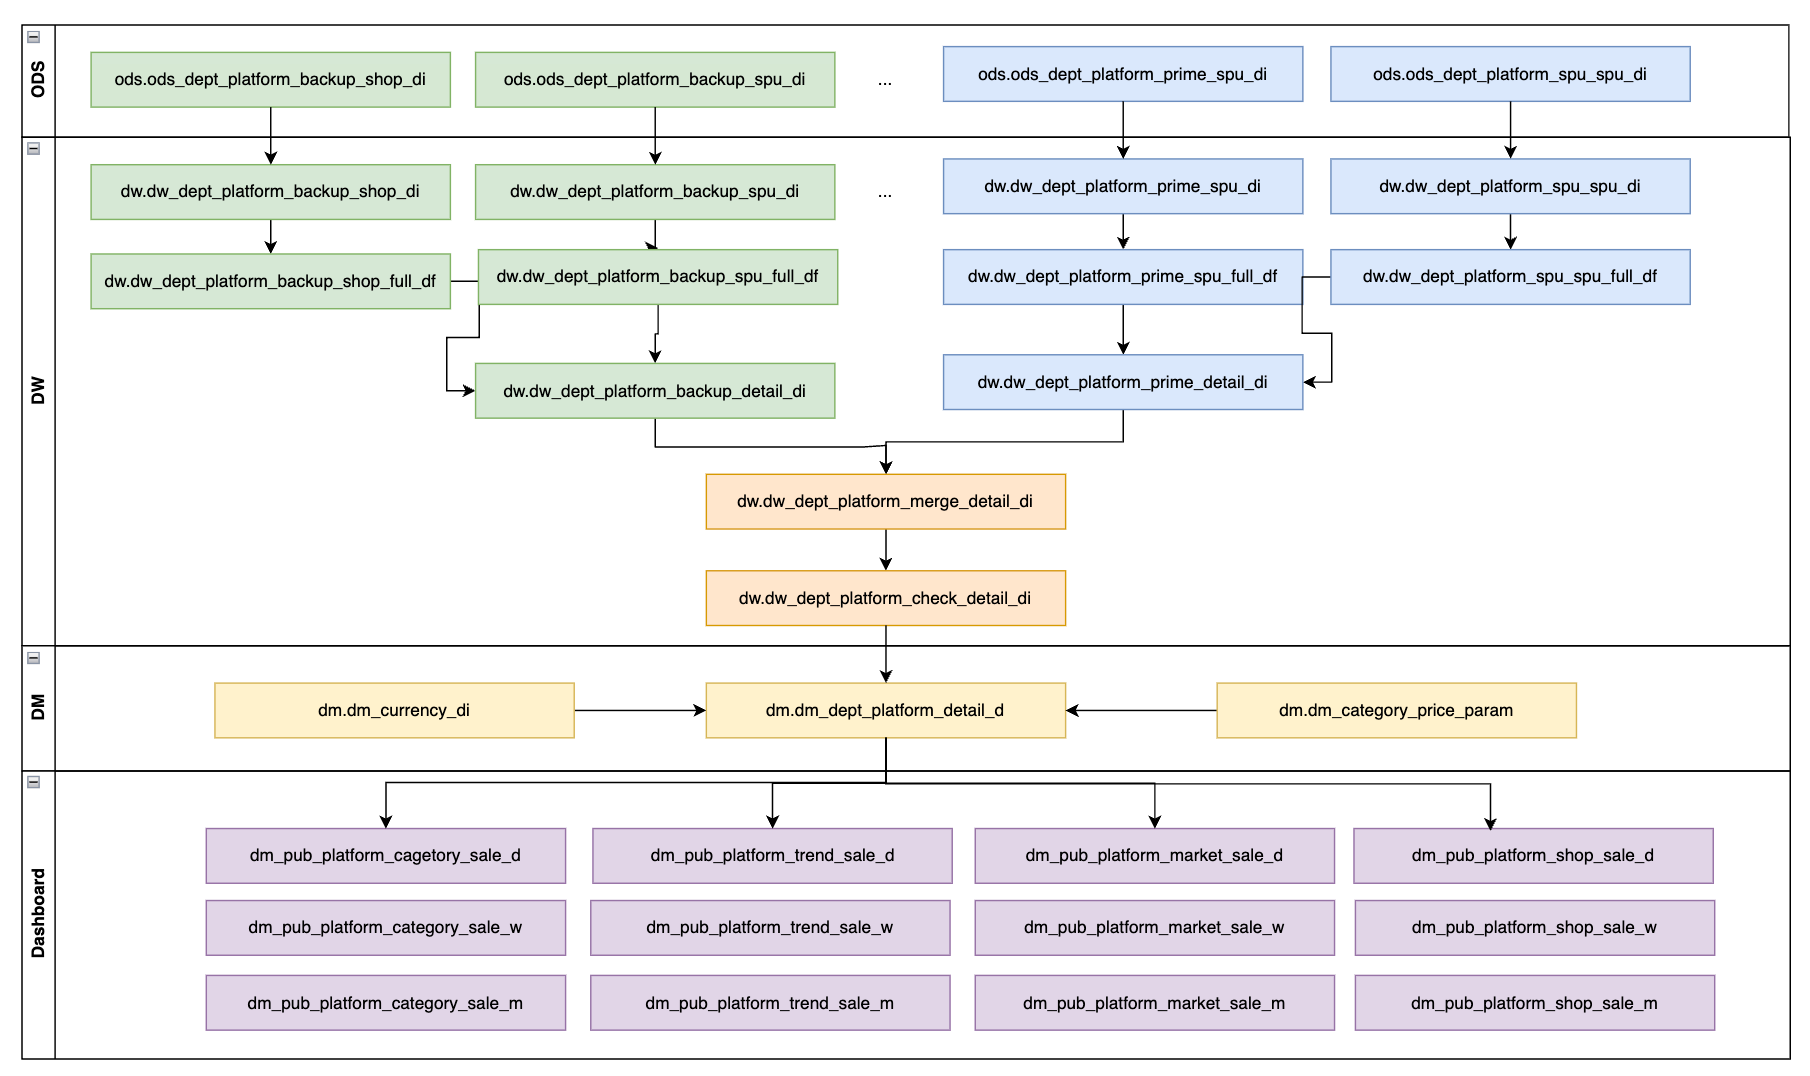 ODS
ods.ods_dept_platform_backup_shop_di
ods.ods_dept_platform_backup_spu_di
...
ods.ods_dept_platform_prime_spu_di
ods.ods_dept_platform_spu_spu_di
DW
dw.dw_dept_platform_backup_shop_di
dw.dw_dept_platform_backup_spu_di
...
dw.dw_dept_platform_prime_spu_di
dw.dw_dept_platform_spu_spu_di
dw.dw_dept_platform_backup_shop_full_df
dw.dw_dept_platform_backup_spu_full_df
dw.dw_dept_platform_prime_spu_full_df
dw.dw_dept_platform_spu_spu_full_df
dw.dw_dept_platform_backup_detail_di
dw.dw_dept_platform_prime_detail_di
dw.dw_dept_platform_merge_detail_di
dw.dw_dept_platform_check_detail_di
DM
dm.dm_currency_di
dm.dm_dept_platform_detail_d
dm.dm_category_price_param
Dashboard
dm_pub_platform_cagetory_sale_d
dm_pub_platform_trend_sale_d
dm_pub_platform_market_sale_d
dm_pub_platform_shop_sale_d
dm_pub_platform_category_sale_w
dm_pub_platform_trend_sale_w
dm_pub_platform_market_sale_w
dm_pub_platform_shop_sale_w
dm_pub_platform_category_sale_m
dm_pub_platform_trend_sale_m
dm_pub_platform_market_sale_m
dm_pub_platform_shop_sale_m